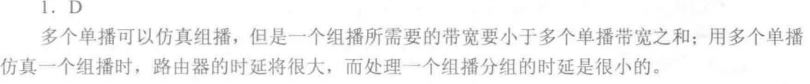 1. D
多个单播可以仿真组播，但是一个组播所需要的带宽要小于多个单播带宽之和；用多个单播
仿真一个组播时，路由器的时延将很大，而处理一个组播分组的时延是很小的。